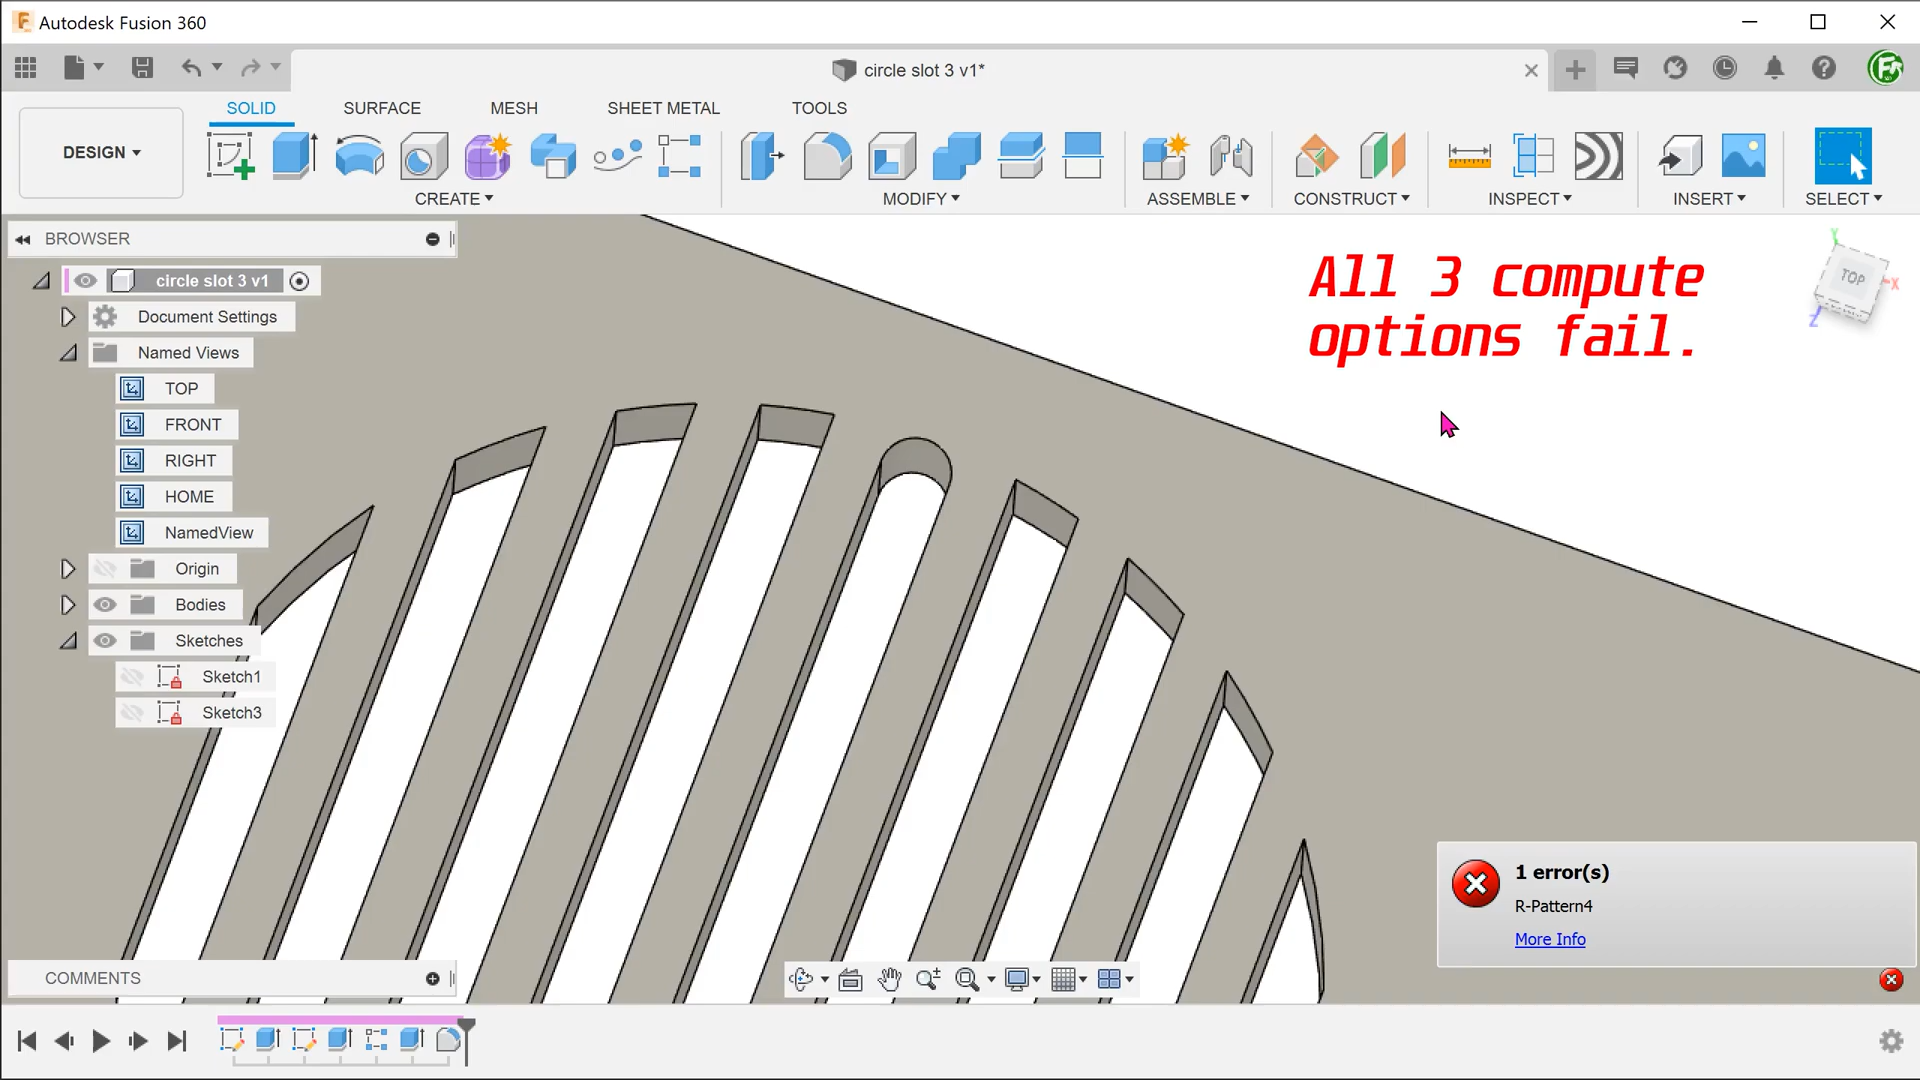 Autodesk Fusion 360
circle slot 3 v1*
SOLID
SURFACE
MESH
SHEET METAL
TOOLS
DESIGN
CREATE
MODIFY
ASSEMBLE
CONSTRUCT
INSPECT
INSERT
SELECT
BROWSER
circle slot 3 v1
Document Settings
Named Views
TOP
FRONT
RIGHT
HOME
NamedView
Origin
Bodies
Sketches
Sketch1
Sketch3
All 3 compute
options fail.
Y
TOP
X
Z
1 error(s)
R-Pattern4
More Info
COMMENTS